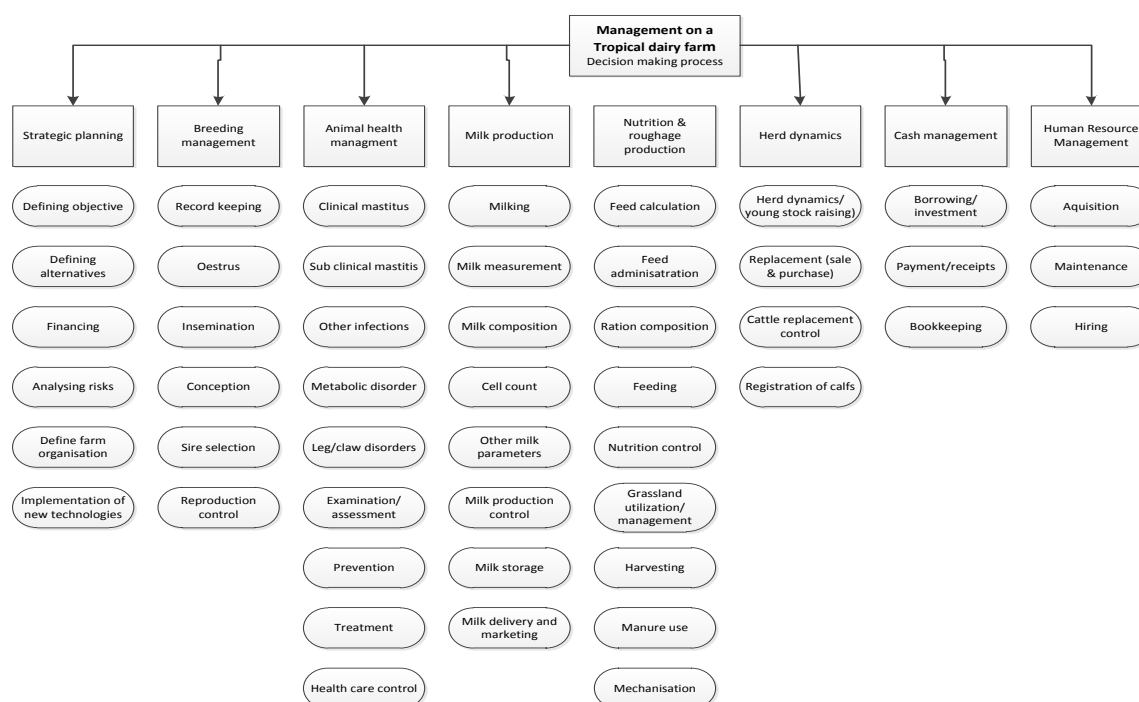 Management on a
Tropical dairy farm
Decision making process
Strategic planning
Breeding
management
Animal health
managment
Milk production
Nutrition &
roughage
production
Herd dynamics
Cash management
Human Resource
Management
Defining objective
Record keeping
Clinical mastitus
Milking
Feed calculation
Herd dynamics/
young stock raising)
Borrowing/
investment
Aquisition
Defining
alternatives
Oestrus
Sub clinical mastitis
Milk measurement
Feed
adminisatration
Replacement (sale
& purchase)
Payment/receipts
Maintenance
Financing
Insemination
Other infections
Milk composition
Ration composition
Cattle replacement
control
Bookkeeping
Hiring
Analysing risks
Conception
Metabolic disorder
Cell count
Feeding
Registration of calfs
Define farm
organisation
Sire selection
Leg/claw disorders
Other milk
parameters
Nutrition control
Implementation of
new technologies
Reproduction
control
Examination/
assessment
Milk production
control
Grassland
utilization/
management
Prevention
Milk storage
Harvesting
Treatment
Milk delivery and
marketing
Manure use
Health care control
Mechanisation